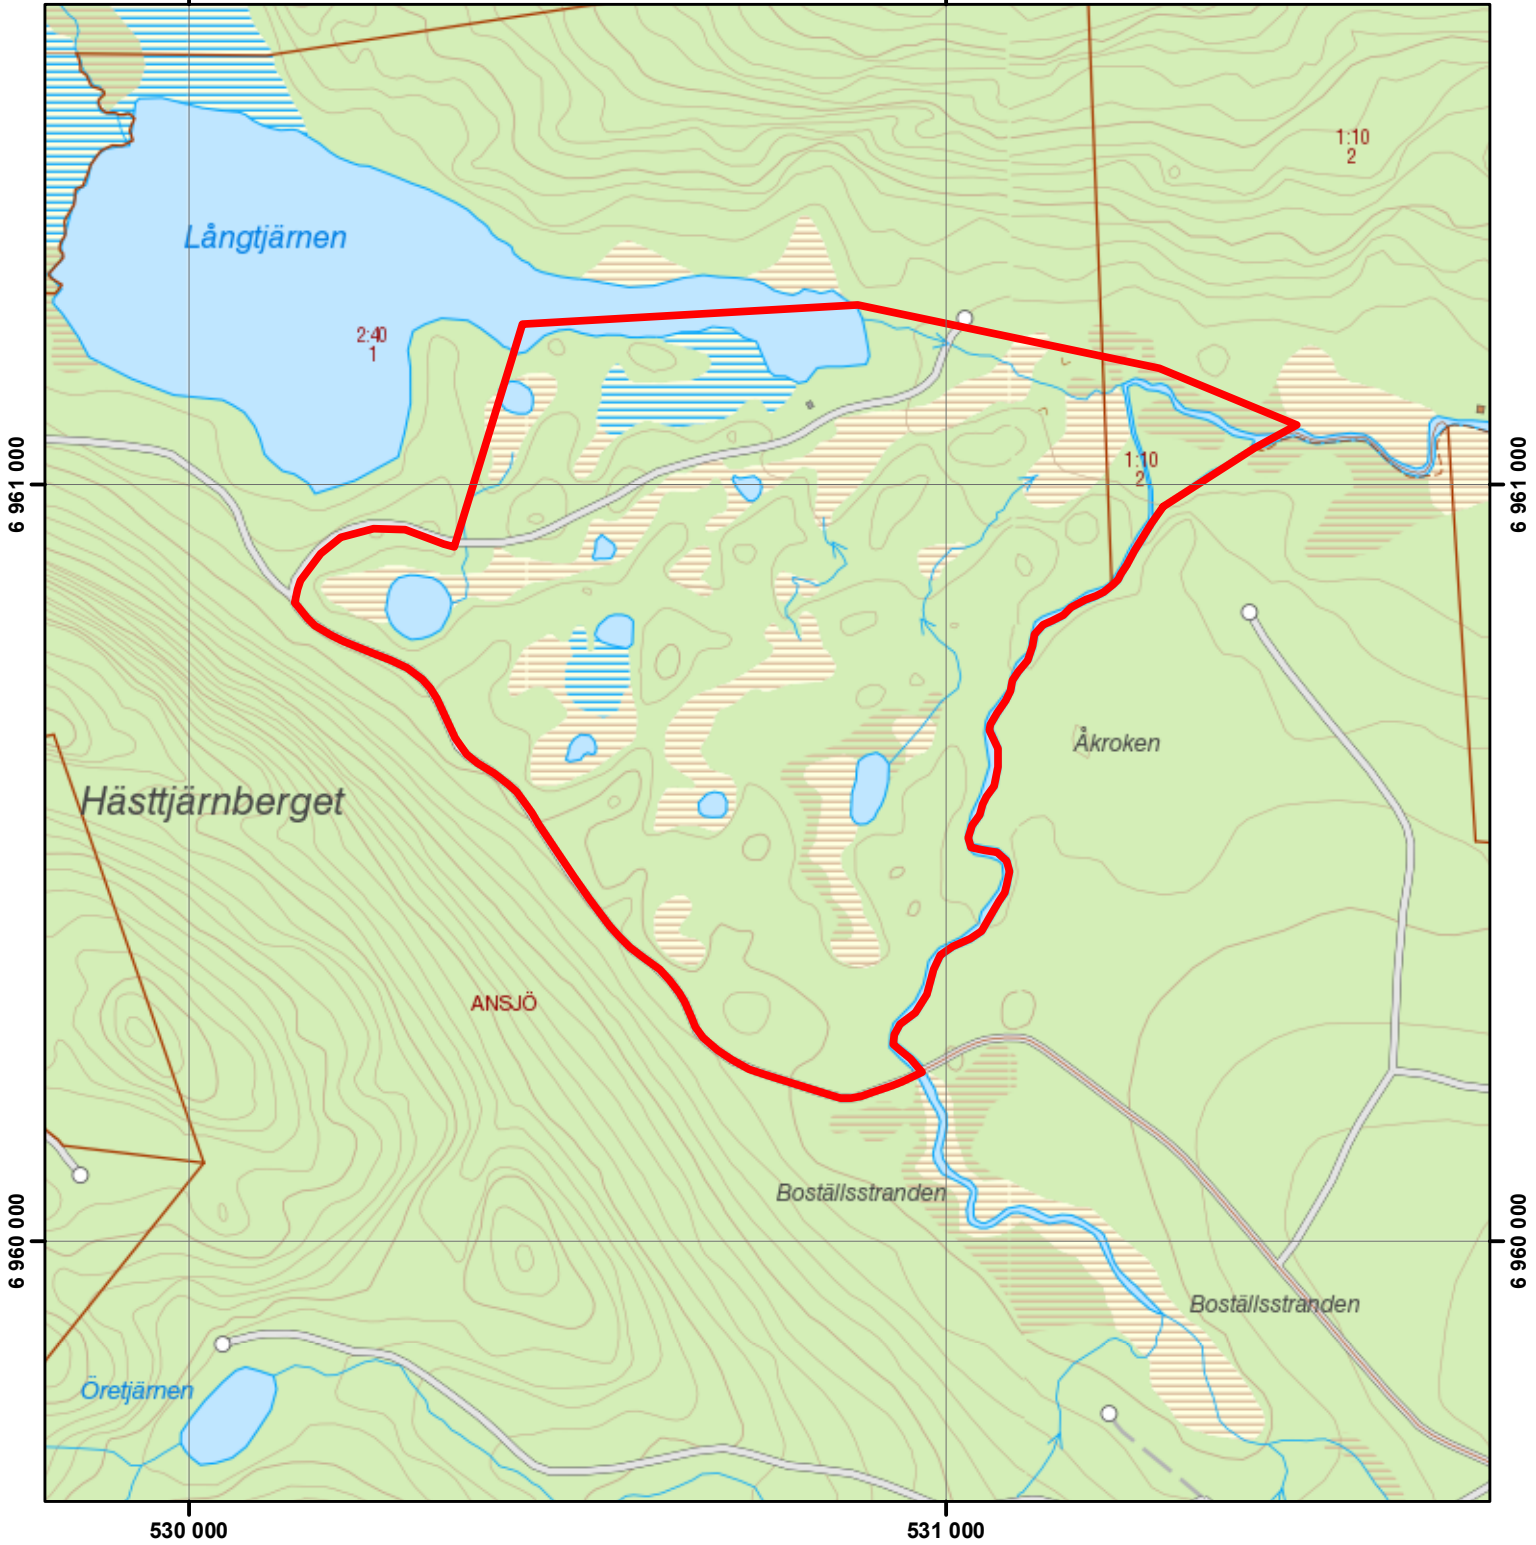 1:10
2
Långtjärnen
2:40
1
1:10
2
6 961 000
6 961 000
Åkroken
Hästtjärnberget
ANSJÖ
Boställsstranden
6 960 000
6 960 000
Boställsstranden
Öretjärnen
530 000
531 000